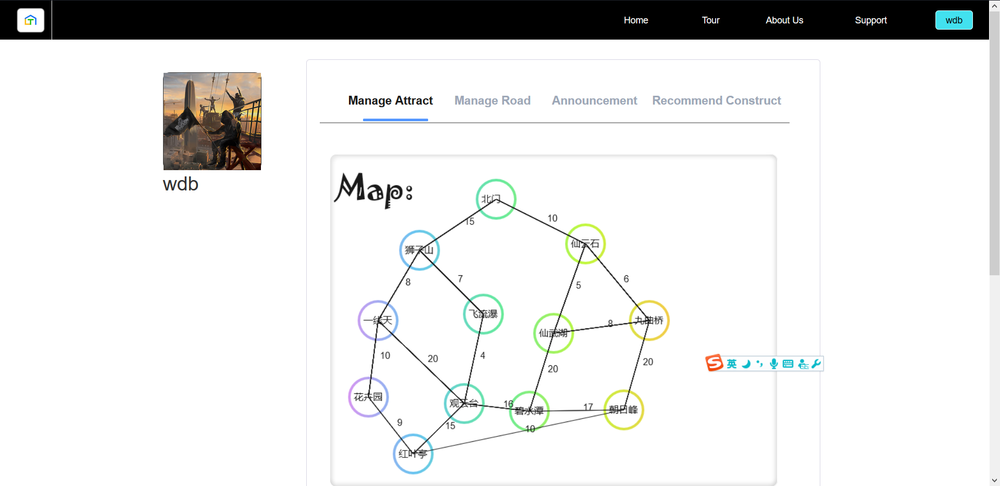 Home Tour About Us Support wdb
Manage Attract Manage Road Announcement Recommend Construct
wdb
Map:
北门
15
10
仙云石
狮子山
8
7
5
6
一线天
飞流瀑
仙武湖
8
九曲桥
10
20
4
20
20
英
花卉园
观云台
16
碧水潭
17
朝日峰
9
15
10
红叶亭